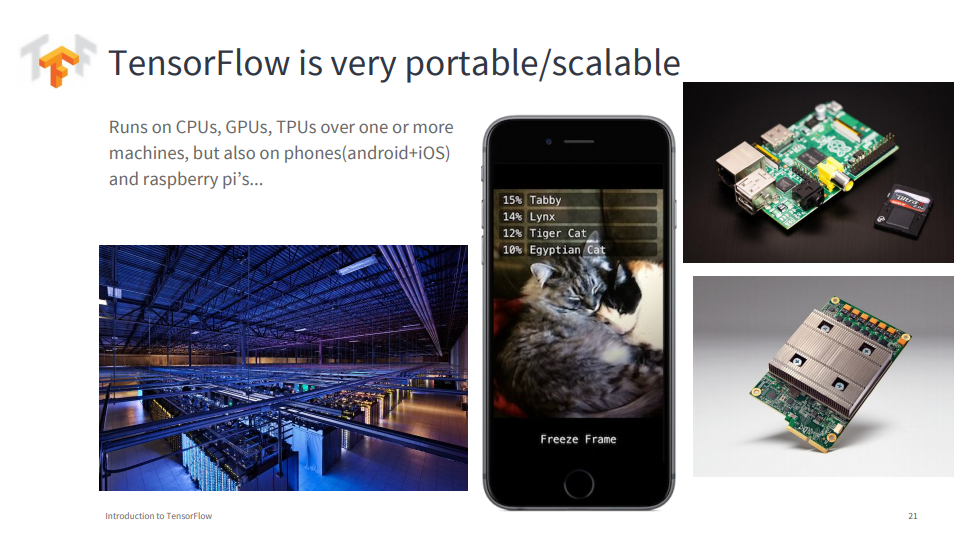 TensorFlow is very portable/scalable
Runs on CPUs, GPUs, TPUs over one or more
machines, but also on phones(android+iOS)
and raspberry pi’s...
15% Tabby
14% Lynx
12% Tiger Cat
10% Egyptian Cat
Freeze Frame
Ultra
Introduction to TensorFlow
21